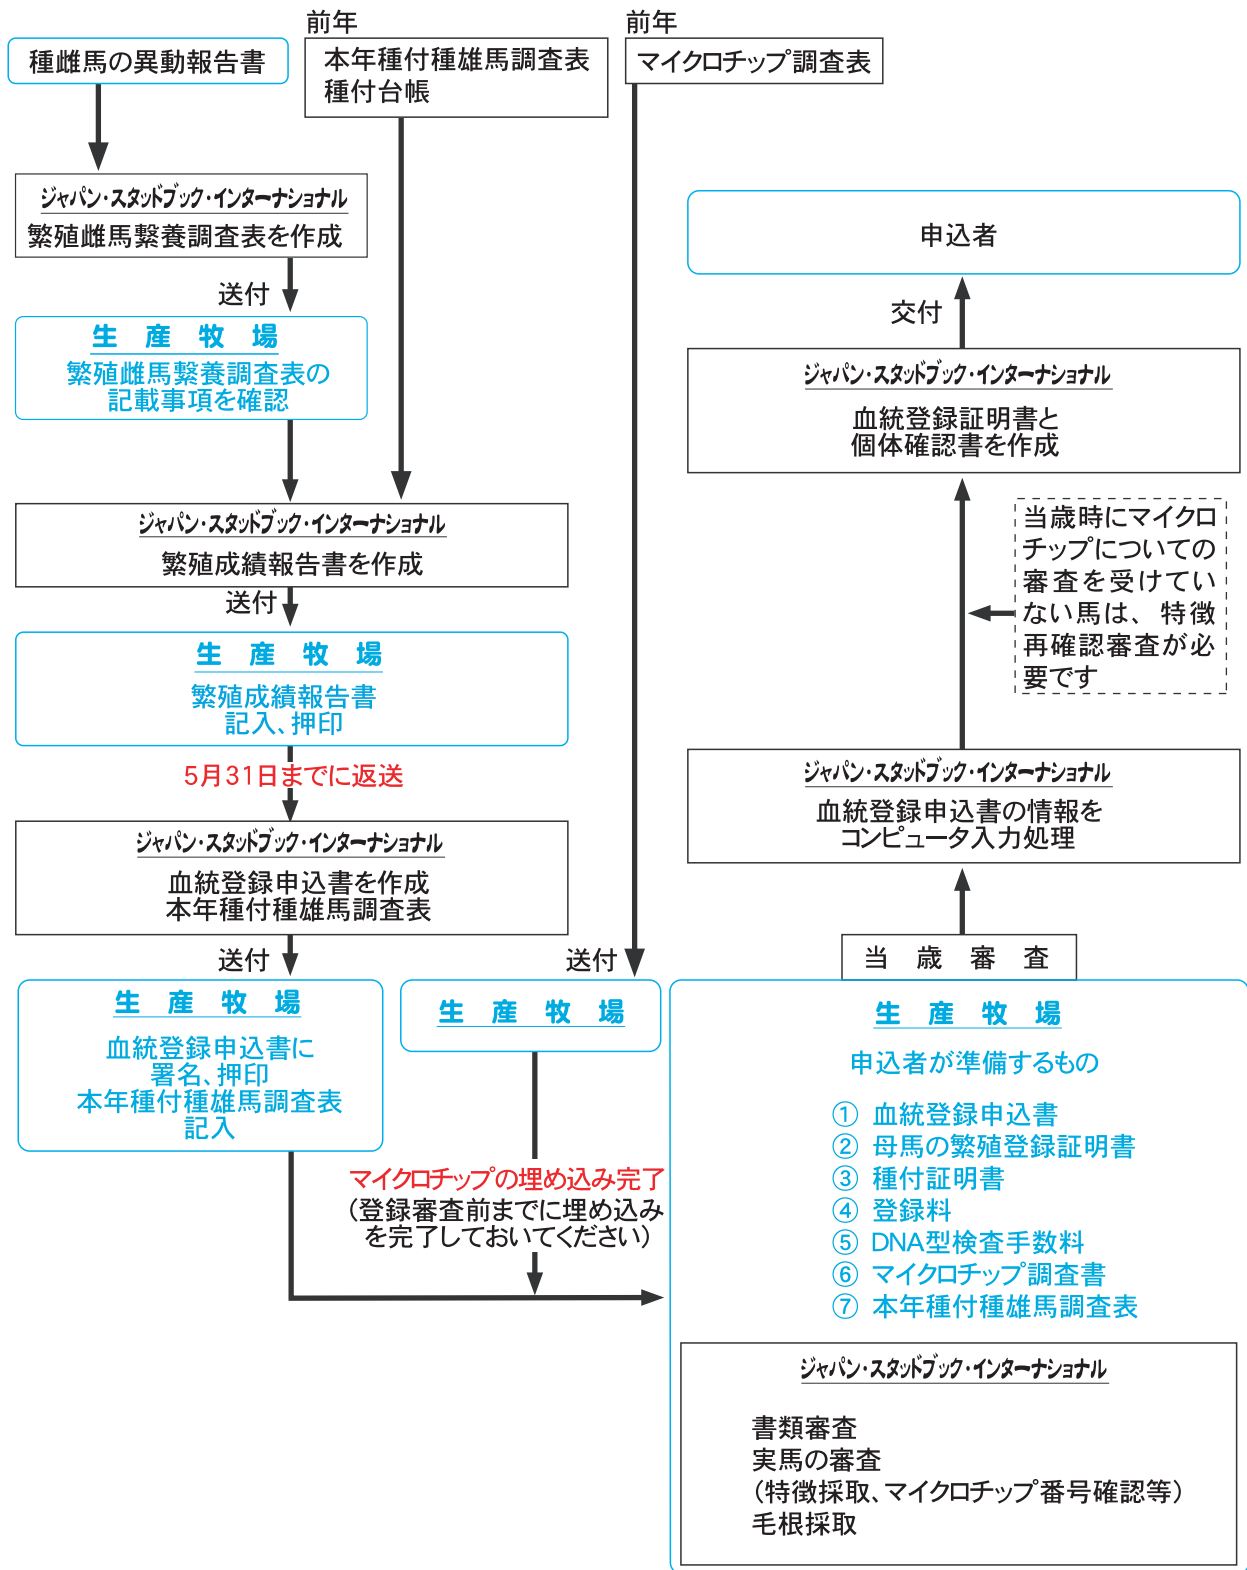 種雌馬の異動報告書
前年
本年種付種雄馬調査表
種付台帳
前年
マイクロチップ調査表
ジャパン・スタッドブック・インターナショナル
繁殖雌馬繋養調査表を作成
送付
生産牧場
繁殖雌馬繋養調査表の
記載事項を確認
ジャパン・スタッドブック・インターナショナル
繁殖成績報告書を作成
送付
生産牧場
繁殖成績報告書
記入、押印
5月31日までに返送
ジャパン・スタッドブック・インターナショナル
血統登録申込書を作成
本年種付種雄馬調査表
送付
生産牧場
血統登録申込書に
署名、押印
本年種付種雄馬調査表
記入
送付
生産牧場
マイクロチップの埋め込み完了
（登録審査前までに埋め込み
を完了しておいてください）
申込者
交付
ジャパン・スタッドブック・インターナショナル
血統登録証明書と
個体確認書を作成
当歳時にマイクロ
チップについての
審査を受けてい
ない馬は、特徴
再確認審査が必
要です
ジャパン・スタッドブック・インターナショナル
血統登録申込書の情報を
コンピュータ入力処理
当歳審査
生産牧場
申込者が準備するもの
① 血統登録申込書
② 母馬の繁殖登録証明書
③ 種付証明書
④ 登録料
⑤ DNA型検査手数料
⑥ マイクロチップ調査書
⑦ 本年種付種雄馬調査表
ジャパン・スタッドブック・インターナショナル
書類審査
実馬の審査
（特徴採取、マイクロチップ番号確認等）
毛根採取